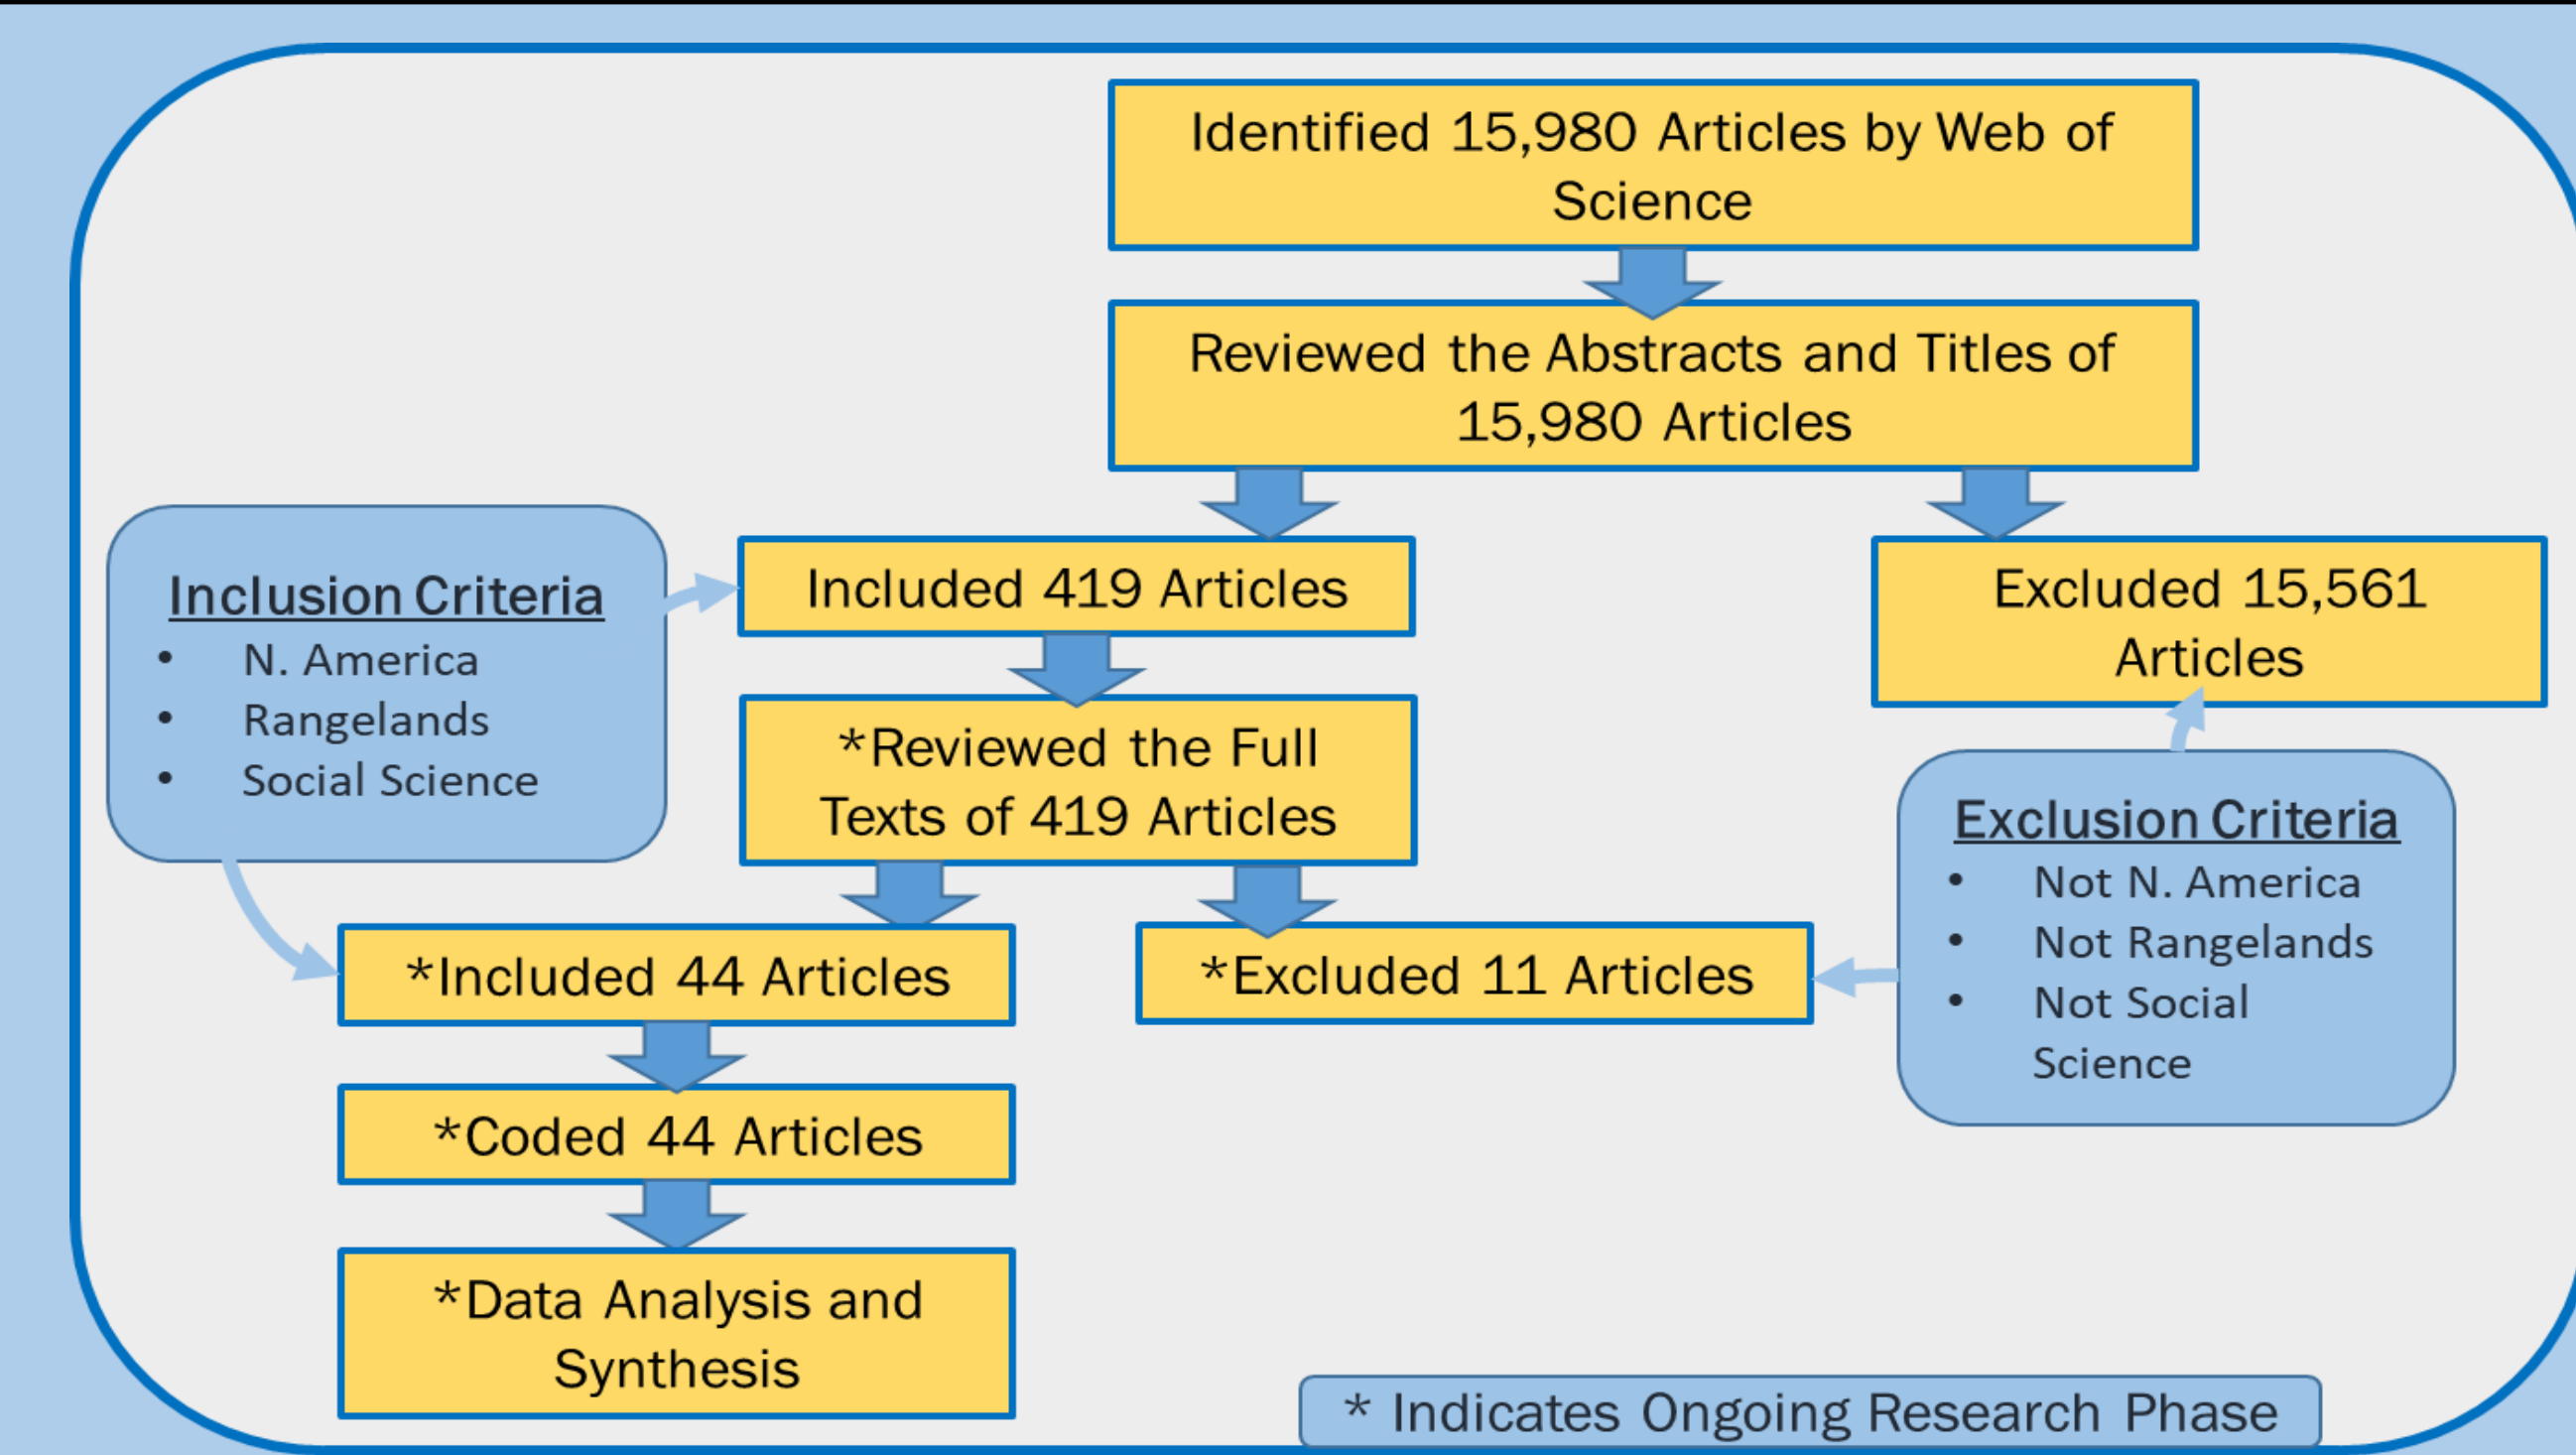 Identified 15,980 Articles by Web of
Science
Reviewed the Abstracts and Titles of
15,980 Articles
Inclusion Criteria
• N. America
• Rangelands
• Social Science
Included 419 Articles
Excluded 15,561
Articles
*Reviewed the Full
Texts of 419 Articles
Exclusion Criteria
• Not N. America
• Not Rangelands
• Not Social
Science
*Included 44 Articles
*Excluded 11 Articles
*Coded 44 Articles
*Data Analysis and
Synthesis
* Indicates Ongoing Research Phase